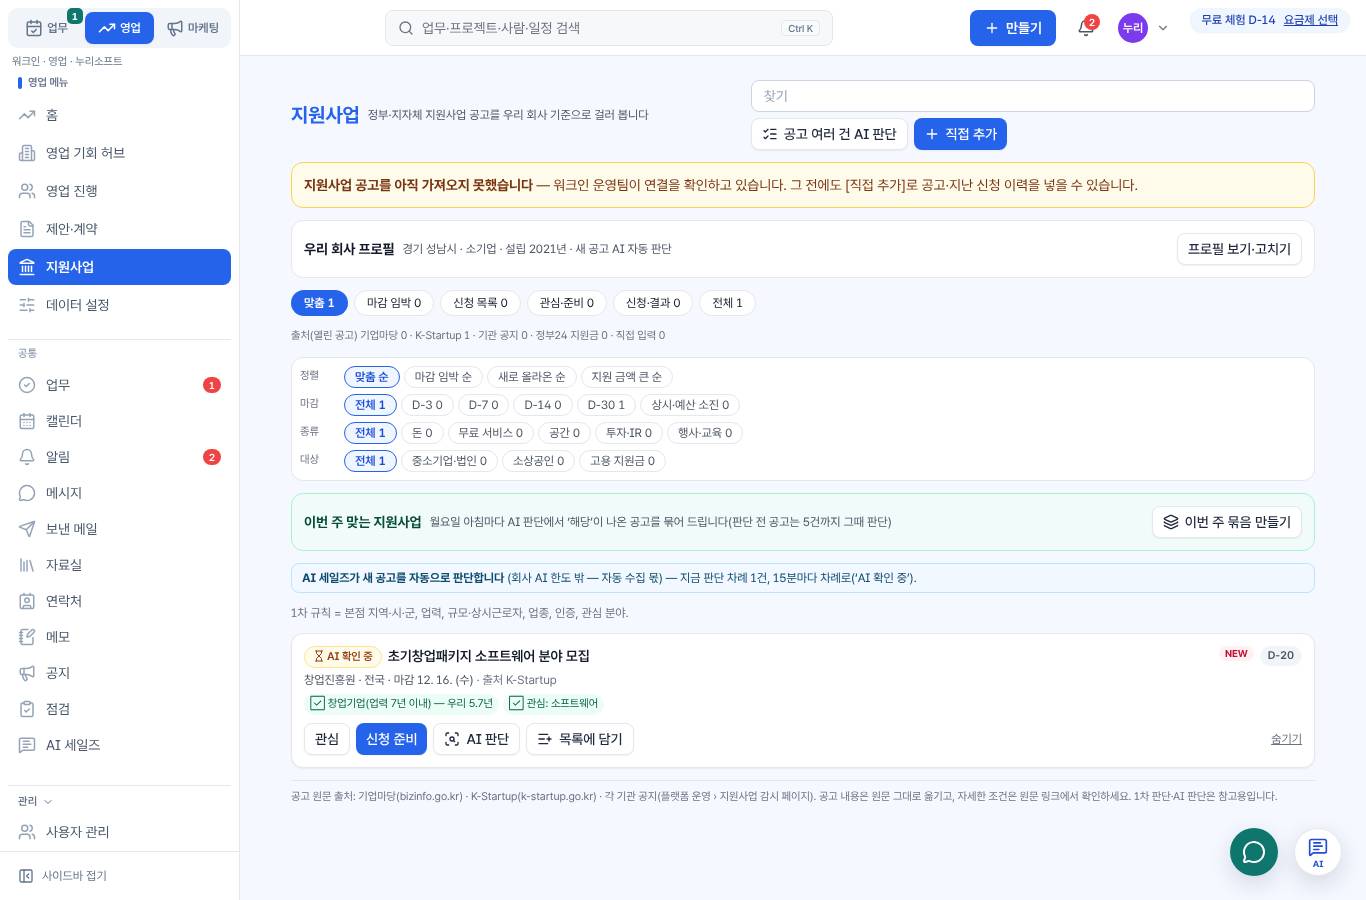 업무 1
영업
마케팅
업무·프로젝트·사람·일정 검색
Ctrl K
만들기
2
누리
무료 체험 D-14 요금제 선택
워크인 · 영업 · 누리소프트
영업 메뉴
홈
영업 기회 허브
영업 진행
제안·계약
지원사업
데이터 설정
공통
업무 1
캘린더
알림 2
메시지
보낸 메일
자료실
연락처
메모
공지
점검
AI 세일즈
관리
사용자 관리
사이드바 접기
지원사업 정부·지자체 지원사업 공고를 우리 회사 기준으로 걸러 봅니다
찾기
공고 여러 건 AI 판단
직접 추가
지원사업 공고를 아직 가져오지 못했습니다 — 워크인 운영팀이 연결을 확인하고 있습니다. 그 전에도 [직접 추가]로 공고·지난 신청 이력을 넣을 수 있습니다.
우리 회사 프로필 경기 성남시 · 소기업 · 설립 2021년 · 새 공고 AI 자동 판단
프로필 보기·고치기
맞춤 1 마감 임박 0 신청 목록 0 관심·준비 0 신청·결과 0 전체 1
출처(열린 공고) 기업마당 0 · K-Startup 1 · 기관 공지 0 · 정부24 지원금 0 · 직접 입력 0
정렬 맞춤 순 마감 임박 순 새로 올라온 순 지원 금액 큰 순
마감 전체 1 D-3 0 D-7 0 D-14 0 D-30 1 상시·예산 소진 0
종류 전체 1 돈 0 무료 서비스 0 공간 0 투자·IR 0 행사·교육 0
대상 전체 1 중소기업·법인 0 소상공인 0 고용 지원금 0
이번 주 맞는 지원사업 월요일 아침마다 AI 판단에서 ‘해당’이 나온 공고를 묶어 드립니다(판단 전 공고는 5건까지 그때 판단)
이번 주 묶음 만들기
AI 세일즈가 새 공고를 자동으로 판단합니다 (회사 AI 한도 밖 — 자동 수집 몫) — 지금 판단 차례 1건, 15분마다 차례로(‘AI 확인 중’).
1차 규칙 = 본점 지역·시·군, 업력, 규모·상시근로자, 업종, 인증, 관심 분야.
AI 확인 중 초기창업패키지 소프트웨어 분야 모집
NEW D-20
창업진흥원 · 전국 · 마감 12. 16. (수) · 출처 K-Startup
창업기업(업력 7년 이내) — 우리 5.7년 관심: 소프트웨어
관심 신청 준비 AI 판단 목록에 담기
숨기기
공고 원문 출처: 기업마당(bizinfo.go.kr) · K-Startup(k-startup.go.kr) · 각 기관 공지(플랫폼 운영 › 지원사업 감시 페이지). 공고 내용은 원문 그대로 옮기고, 자세한 조건은 원문 링크에서 확인하세요. 1차 판단·AI 판단은 참고용입니다.
AI